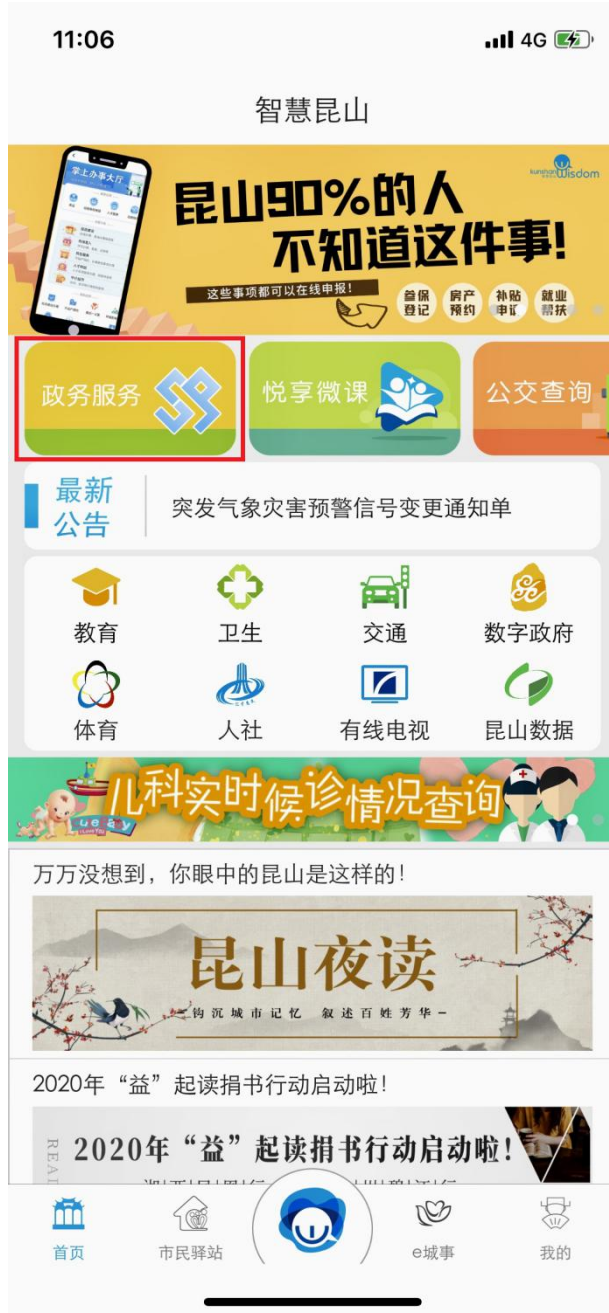 11:06
4G
智慧昆山
掌上办事大厅
kunshan Wisdom
昆山90%的人
不知道这件事!
这些事项都可以在线申报!
参保登记
房产预约
补贴申请
就业帮扶
政务服务
悦享微课
公交查询
最新公告
突发气象灾害预警信号变更通知单
教育
卫生
交通
数字政府
体育
人社
有线电视
昆山数据
儿科实时候诊情况查询
万万没想到，你眼中的昆山是这样的！
昆山夜读
钩沉城市记忆 叙述百姓芳华
2020年“益”起读捐书行动启动啦！
2020年“益”起读捐书行动启动啦！
READ
首页
市民驿站
e城事
我的